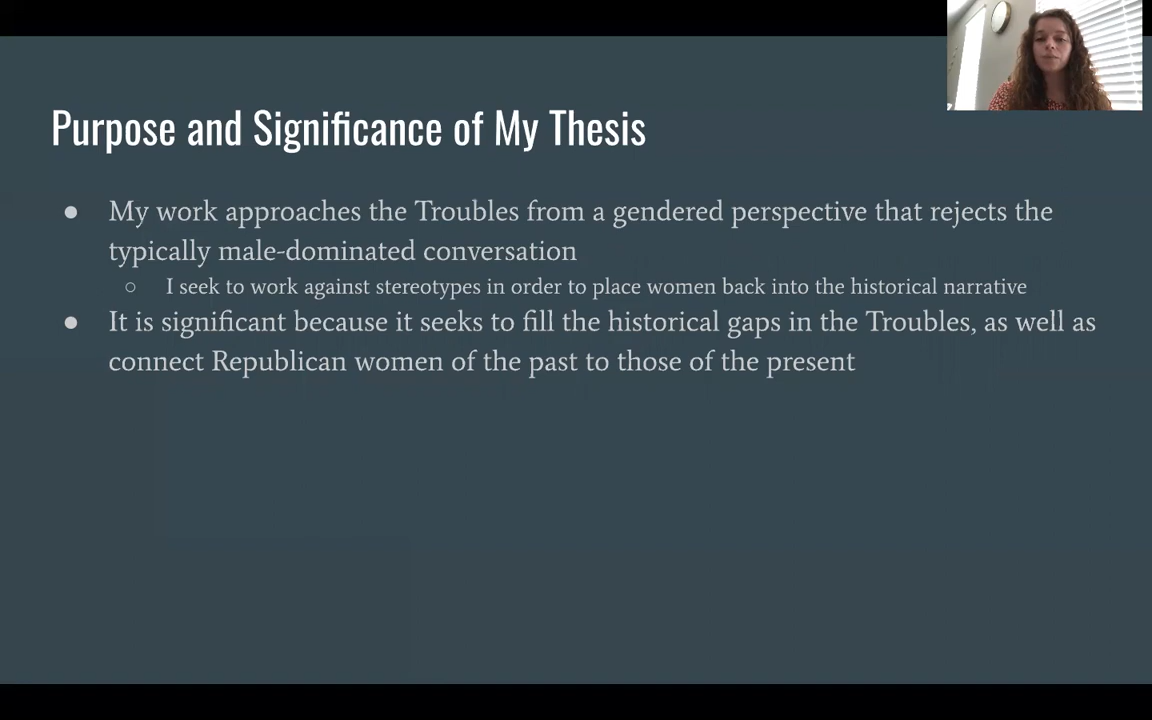 Purpose and Significance of My Thesis
● My work approaches the Troubles from a gendered perspective that rejects the
typically male-dominated conversation
○ I seek to work against stereotypes in order to place women back into the historical narrative
● It is significant because it seeks to fill the historical gaps in the Troubles, as well as
connect Republican women of the past to those of the present